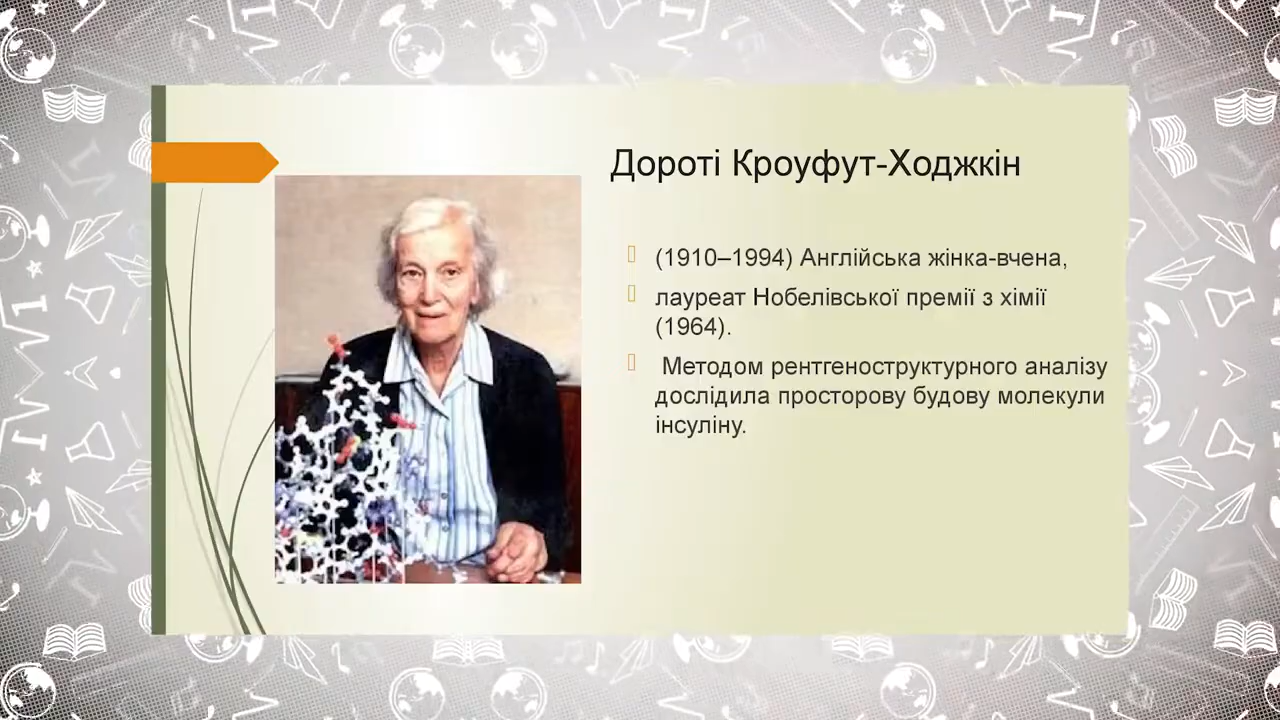 Дороті Кроуфут-Ходжкін
(1910–1994) Англійська жінка-вчена,
лауреат Нобелівської премії з хімії
(1964).
Методом рентгеноструктурного аналізу
дослідила просторову будову молекули
інсуліну.